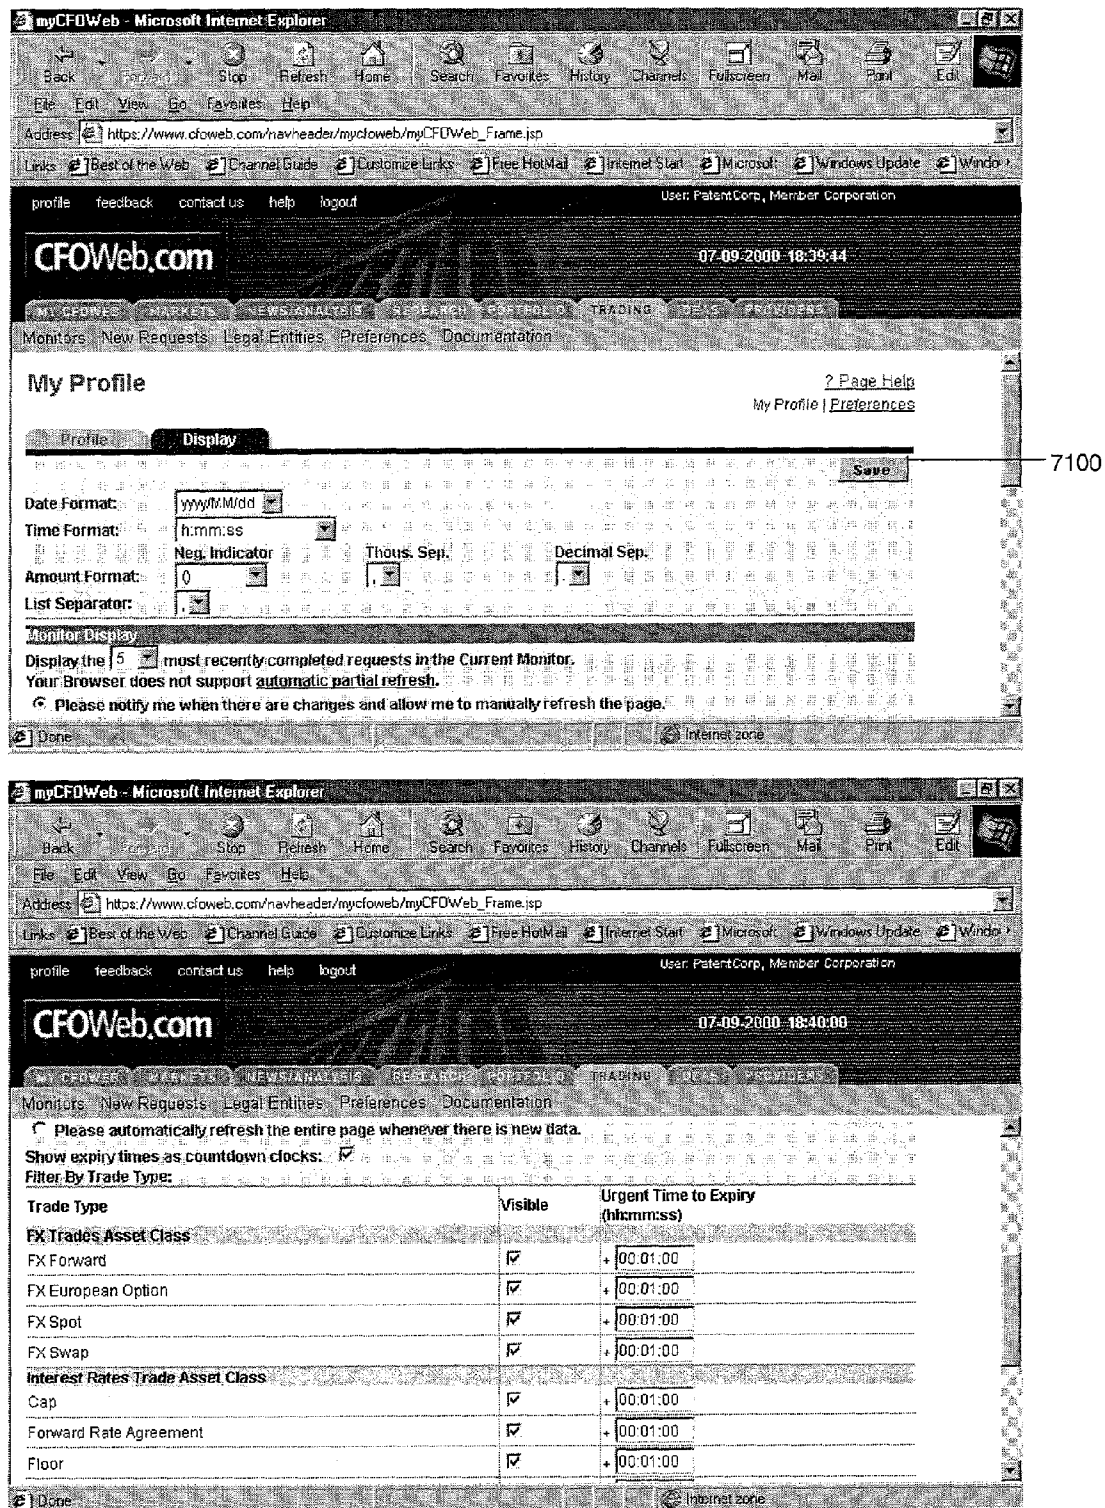 myCFOWeb - Microsoft Internet Explorer
Back Forward Stop Refresh Home Search Favorites History Channels Fullscreen Mail Print Edit
File Edit View Go Favorites Help
Address https://www.cfoweb.com/navheader/mycfoweb/myCFOWeb_Frame.jsp
Links Best of the Web Channel Guide Customize Links Free HotMail Internet Start Microsoft Windows Update Windo
profile feedback contact us help logout User: PatentCorp, Member Corporation
CFOWeb.com 07-09-2000 18:39:44
MY CFOWEB MARKETS NEWS/ANALYSIS RESEARCH PORTFOLIO TRADING DEMS PROVIDERS
Monitors New Requests Legal Entities Preferences Documentation
My Profile ? Page Help
My Profile | Preferences
Profile Display
Save 7100
Date Format: yyyy/MM/dd
Time Format: h:mm:ss
Neg. Indicator Thous. Sep. Decimal Sep.
Amount Format: () , .
List Separator: ,
Monitor Display
Display the 5 most recently completed requests in the Current Monitor.
Your Browser does not support automatic partial refresh.
Please notify me when there are changes and allow me to manually refresh the page.
Done Internet zone
myCFOWeb - Microsoft Internet Explorer
Back Forward Stop Refresh Home Search Favorites History Channels Fullscreen Mail Print Edit
File Edit View Go Favorites Help
Address https://www.cfoweb.com/navheader/mycfoweb/myCFOWeb_Frame.jsp
Links Best of the Web Channel Guide Customize Links Free HotMail Internet Start Microsoft Windows Update Windo
profile feedback contact us help logout User: PatentCorp, Member Corporation
CFOWeb.com 07-09-2000 18:40:00
MY CFOWEB MARKETS NEWS/ANALYSIS RESEARCH PORTFOLIO TRADING PROVIDERS
Monitors New Requests Legal Entities Preferences Documentation
Please automatically refresh the entire page whenever there is new data.
Show expiry times as countdown clocks:
Filter By Trade Type:
Trade Type Visible Urgent Time to Expiry
(hh:mm:ss)
FX Trades Asset Class
FX Forward + 00:01:00
FX European Option + 00:01:00
FX Spot + 00:01:00
FX Swap + 00:01:00
Interest Rates Trade Asset Class
Cap + 00:01:00
Forward Rate Agreement + 00:01:00
Floor + 00:01:00
Done Internet zone